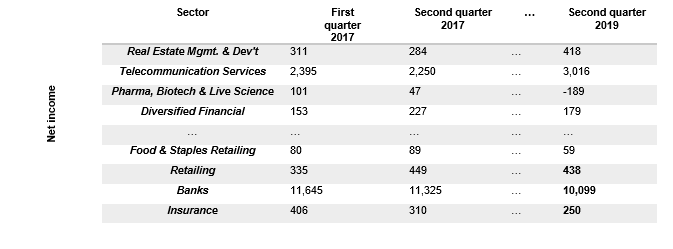 Sector First quarter 2017 Second quarter 2017 ... Second quarter 2019
Net income
Real Estate Mgmt. & Dev't 311 284 ... 418
Telecommunication Services 2,395 2,250 ... 3,016
Pharma, Biotech & Live Science 101 47 ... -189
Diversified Financial 153 227 ... 179
... ... ... ... ...
Food & Staples Retailing 80 89 ... 59
Retailing 335 449 ... 438
Banks 11,645 11,325 ... 10,099
Insurance 406 310 ... 250